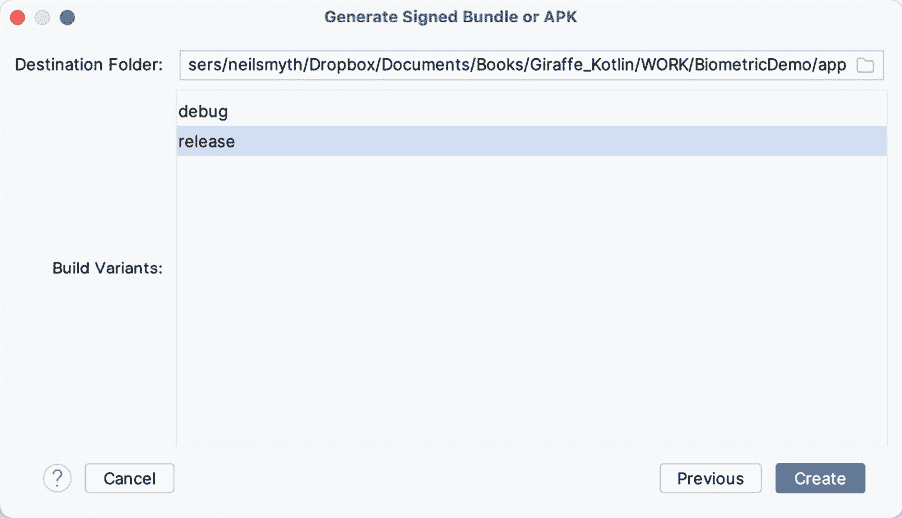 Generate Signed Bundle or APK
Destination Folder: sers/neilsmyth/Dropbox/Documents/Books/Giraffe_Kotlin/WORK/BiometricDemo/app
debug
release
Build Variants:
? Cancel Previous Create